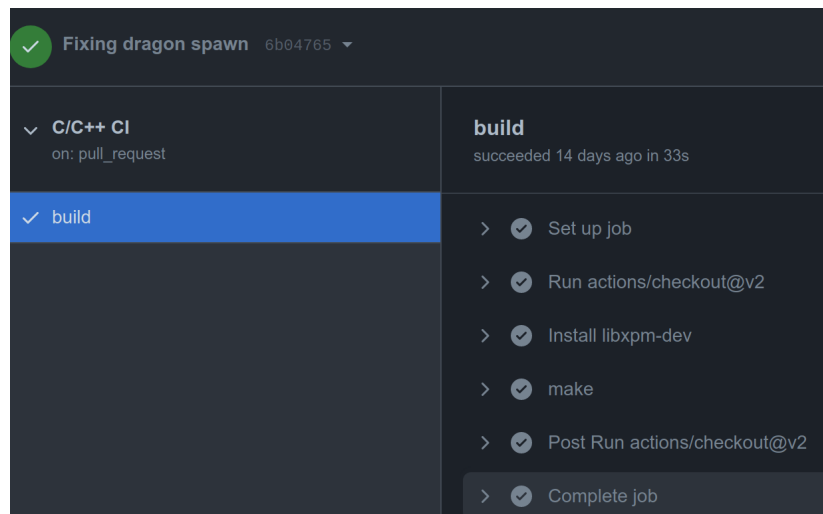 Fixing dragon spawn 6b04765
C/C++ CI
on: pull_request
build
build
succeeded 14 days ago in 33s
Set up job
Run actions/checkout@v2
Install libxpm-dev
make
Post Run actions/checkout@v2
Complete job